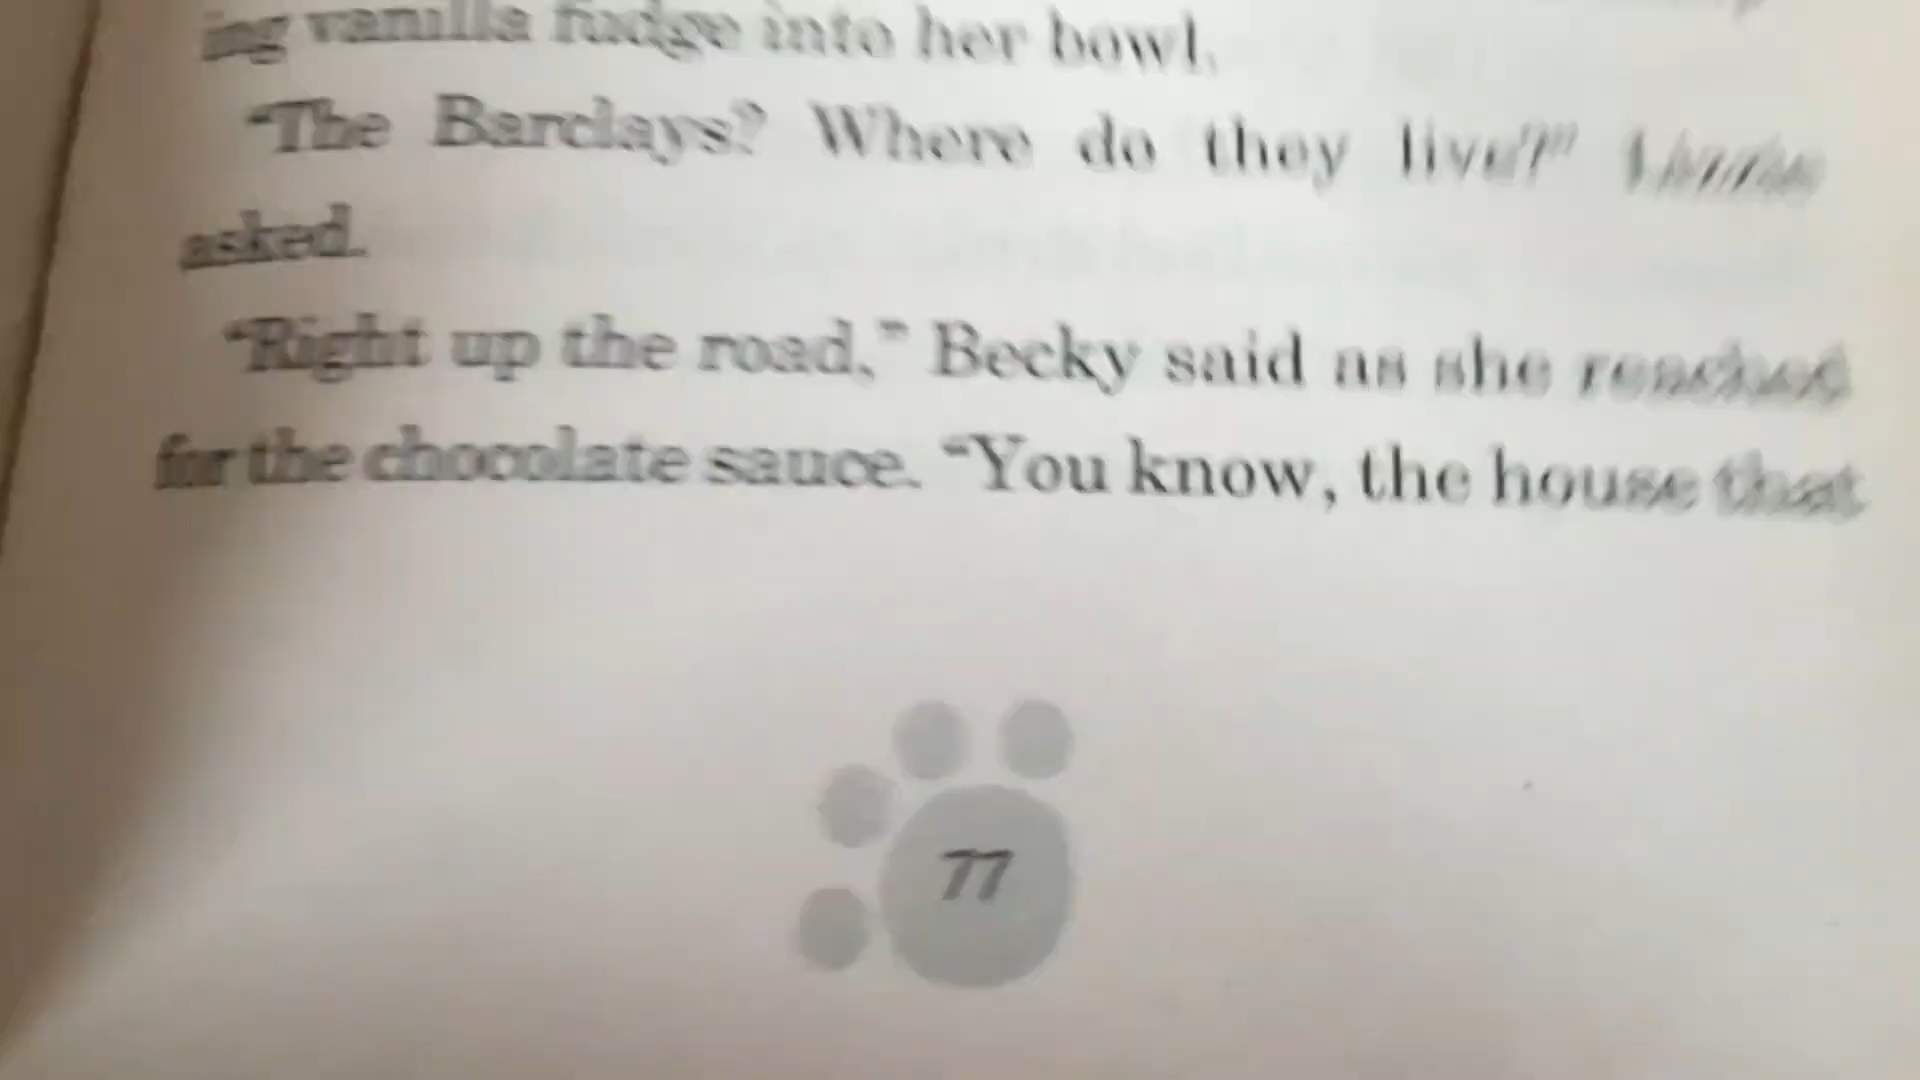 ing vanilla fudge into her bowl.
“The Barclays? Where do they live?”
asked.
“Right up the road,” Becky said as she reached
for the chocolate sauce. “You know, the house that
77